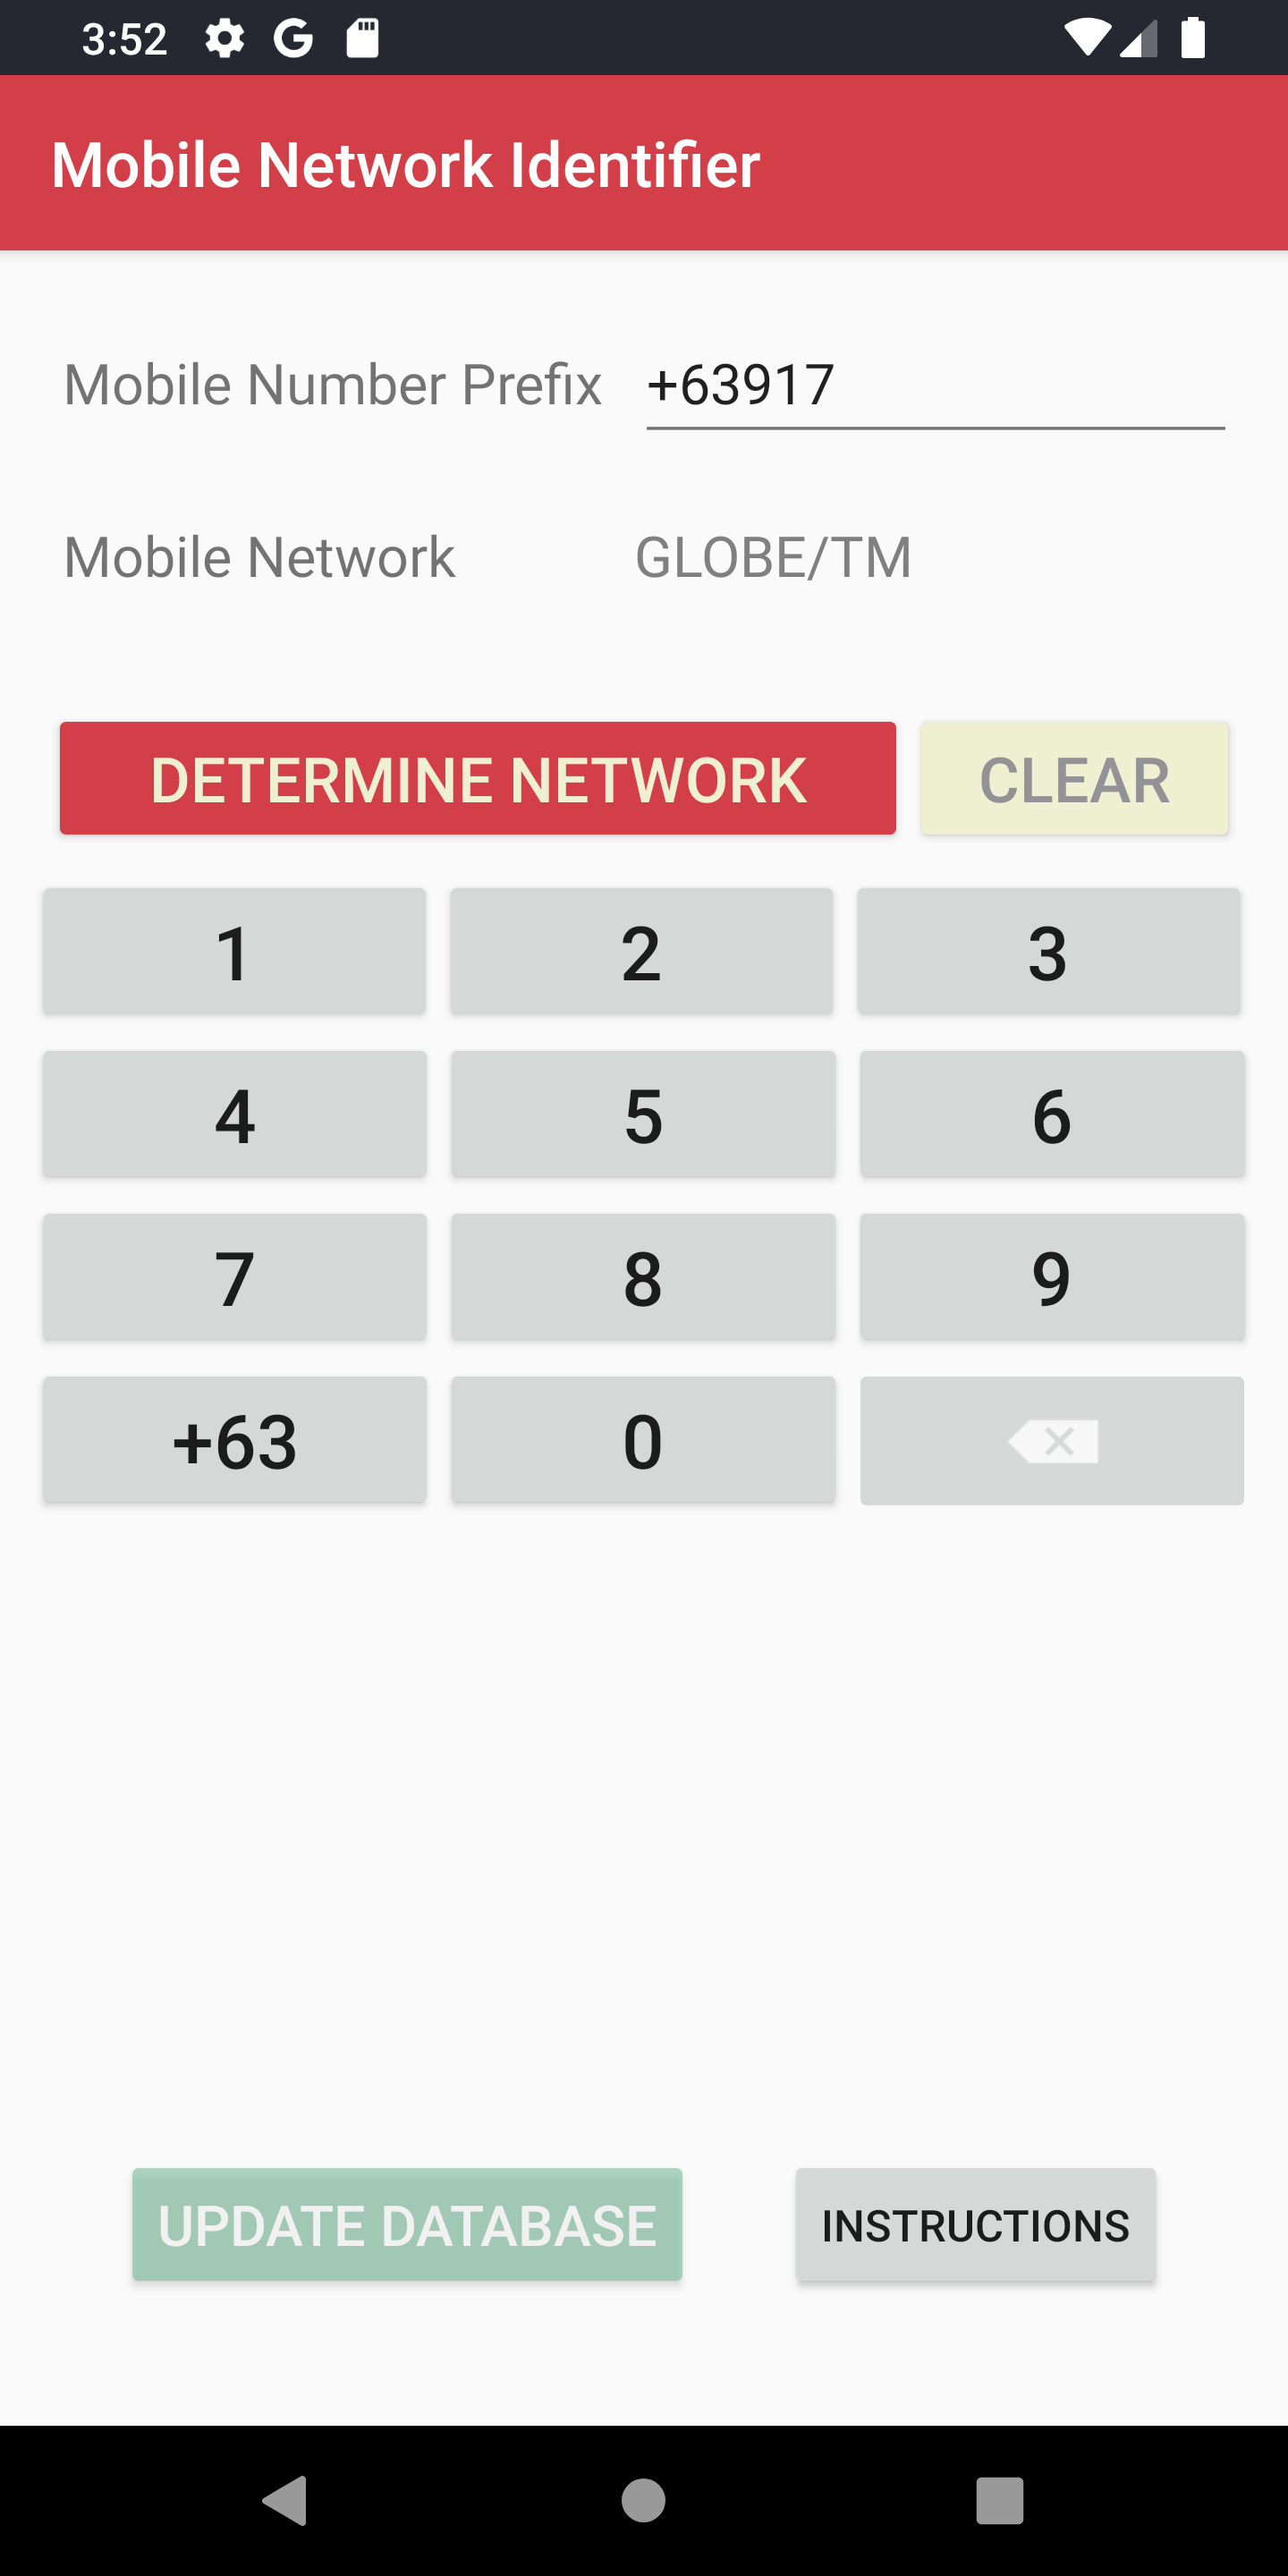 3:52
Mobile Network Identifier
Mobile Number Prefix +63917
Mobile Network GLOBE/TM
DETERMINE NETWORK CLEAR
1 2 3
4 5 6
7 8 9
+63 0
UPDATE DATABASE INSTRUCTIONS